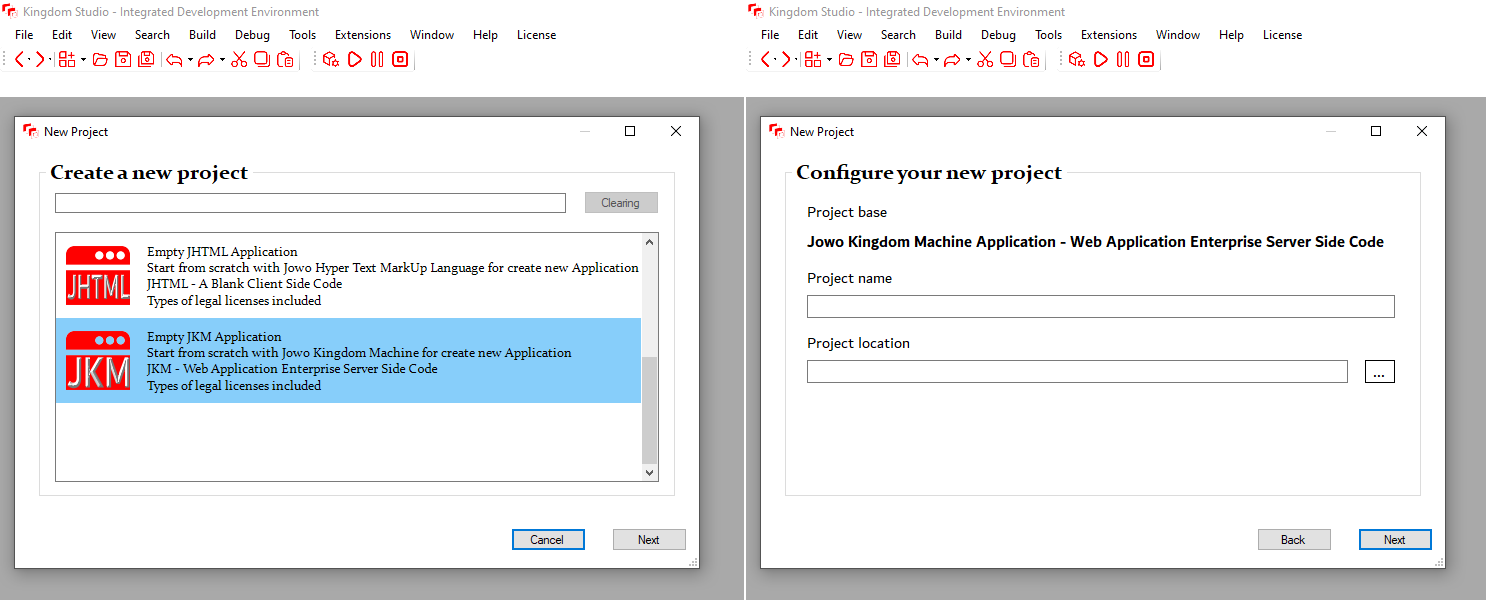 Kingdom Studio - Integrated Development Environment
File Edit View Search Build Debug Tools Extensions Window Help License
New Project
Create a new project
Clearing
JHTML
Empty JHTML Application
Start from scratch with Jowo Hyper Text MarkUp Language for create new Application
JHTML - A Blank Client Side Code
Types of legal licenses included
JKM
Empty JKM Application
Start from scratch with Jowo Kingdom Machine for create new Application
JKM - Web Application Enterprise Server Side Code
Types of legal licenses included
Cancel Next
Kingdom Studio - Integrated Development Environment
File Edit View Search Build Debug Tools Extensions Window Help License
New Project
Configure your new project
Project base
Jowo Kingdom Machine Application - Web Application Enterprise Server Side Code
Project name
Project location
...
Back Next